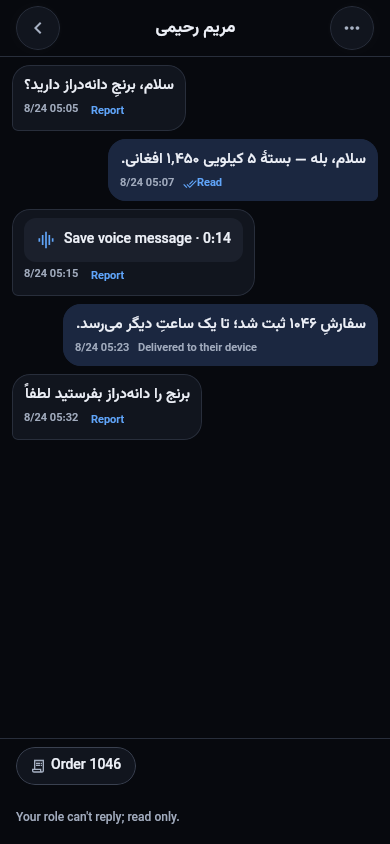 مریم رحیمی
سلام، برنجِ دانه‌دراز دارید؟
8/24 05:05 Report
سلام، بله — بستهٔ ۵ کیلویی ۱,۴۵۰ افغانی.
8/24 05:07 Read
Save voice message · 0:14
8/24 05:15 Report
سفارشِ ۱۰۴۶ ثبت شد؛ تا یک ساعتِ دیگر می‌رسد.
8/24 05:23 Delivered to their device
برنج را دانه‌دراز بفرستید لطفاً
8/24 05:32 Report
Order 1046
Your role can't reply; read only.